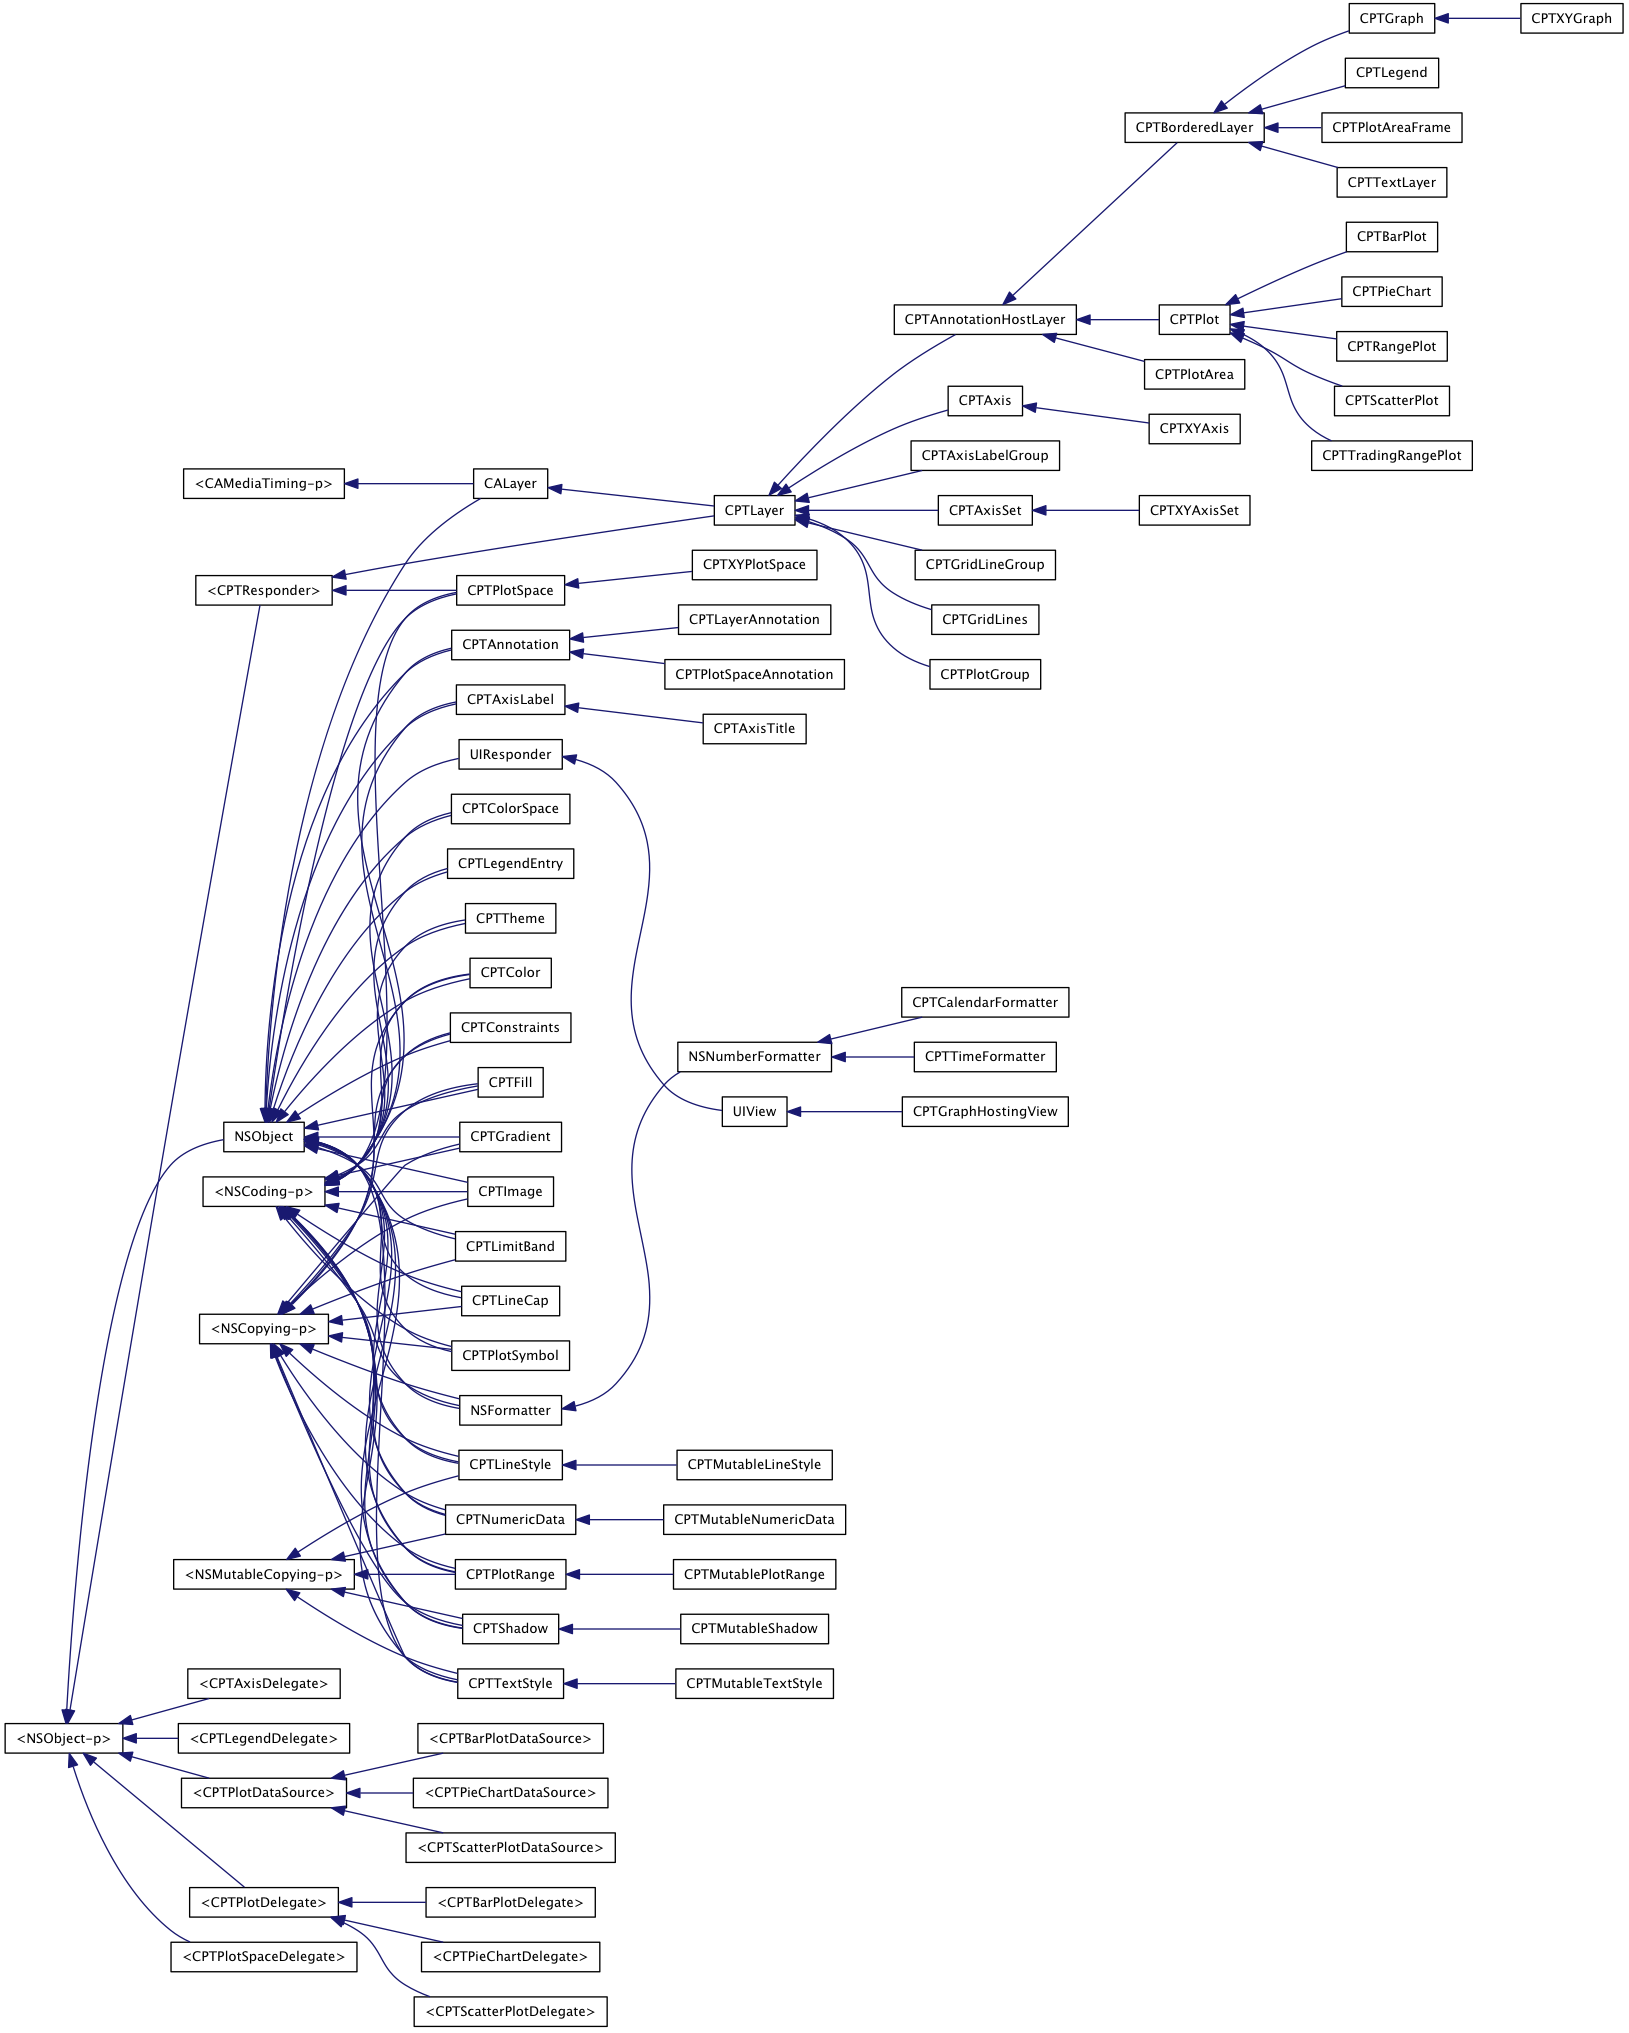 CPTGraph
CPTXYGraph
CPTLegend
CPTBorderedLayer
CPTPlotAreaFrame
CPTTextLayer
CPTBarPlot
CPTPieChart
CPTAnnotationHostLayer
CPTPlot
CPTRangePlot
CPTPlotArea
CPTAxis
CPTScatterPlot
CPTXYAxis
CPTAxisLabelGroup
CPTTradingRangePlot
<CAMediaTiming-p>
CALayer
CPTLayer
CPTAxisSet
CPTXYAxisSet
CPTXYPlotSpace
CPTGridLineGroup
<CPTResponder>
CPTPlotSpace
CPTLayerAnnotation
CPTGridLines
CPTAnnotation
CPTPlotSpaceAnnotation
CPTPlotGroup
CPTAxisLabel
CPTAxisTitle
UIResponder
CPTColorSpace
CPTLegendEntry
CPTTheme
CPTColor
CPTCalendarFormatter
CPTConstraints
NSNumberFormatter
CPTTimeFormatter
CPTFill
UIView
CPTGraphHostingView
NSObject
CPTGradient
<NSCoding-p>
CPTImage
CPTLimitBand
CPTLineCap
<NSCopying-p>
CPTPlotSymbol
NSFormatter
CPTLineStyle
CPTMutableLineStyle
CPTNumericData
CPTMutableNumericData
<NSMutableCopying-p>
CPTPlotRange
CPTMutablePlotRange
CPTShadow
CPTMutableShadow
<CPTAxisDelegate>
CPTTextStyle
CPTMutableTextStyle
<NSObject-p>
<CPTLegendDelegate>
<CPTBarPlotDataSource>
<CPTPlotDataSource>
<CPTPieChartDataSource>
<CPTScatterPlotDataSource>
<CPTPlotDelegate>
<CPTBarPlotDelegate>
<CPTPlotSpaceDelegate>
<CPTPieChartDelegate>
<CPTScatterPlotDelegate>